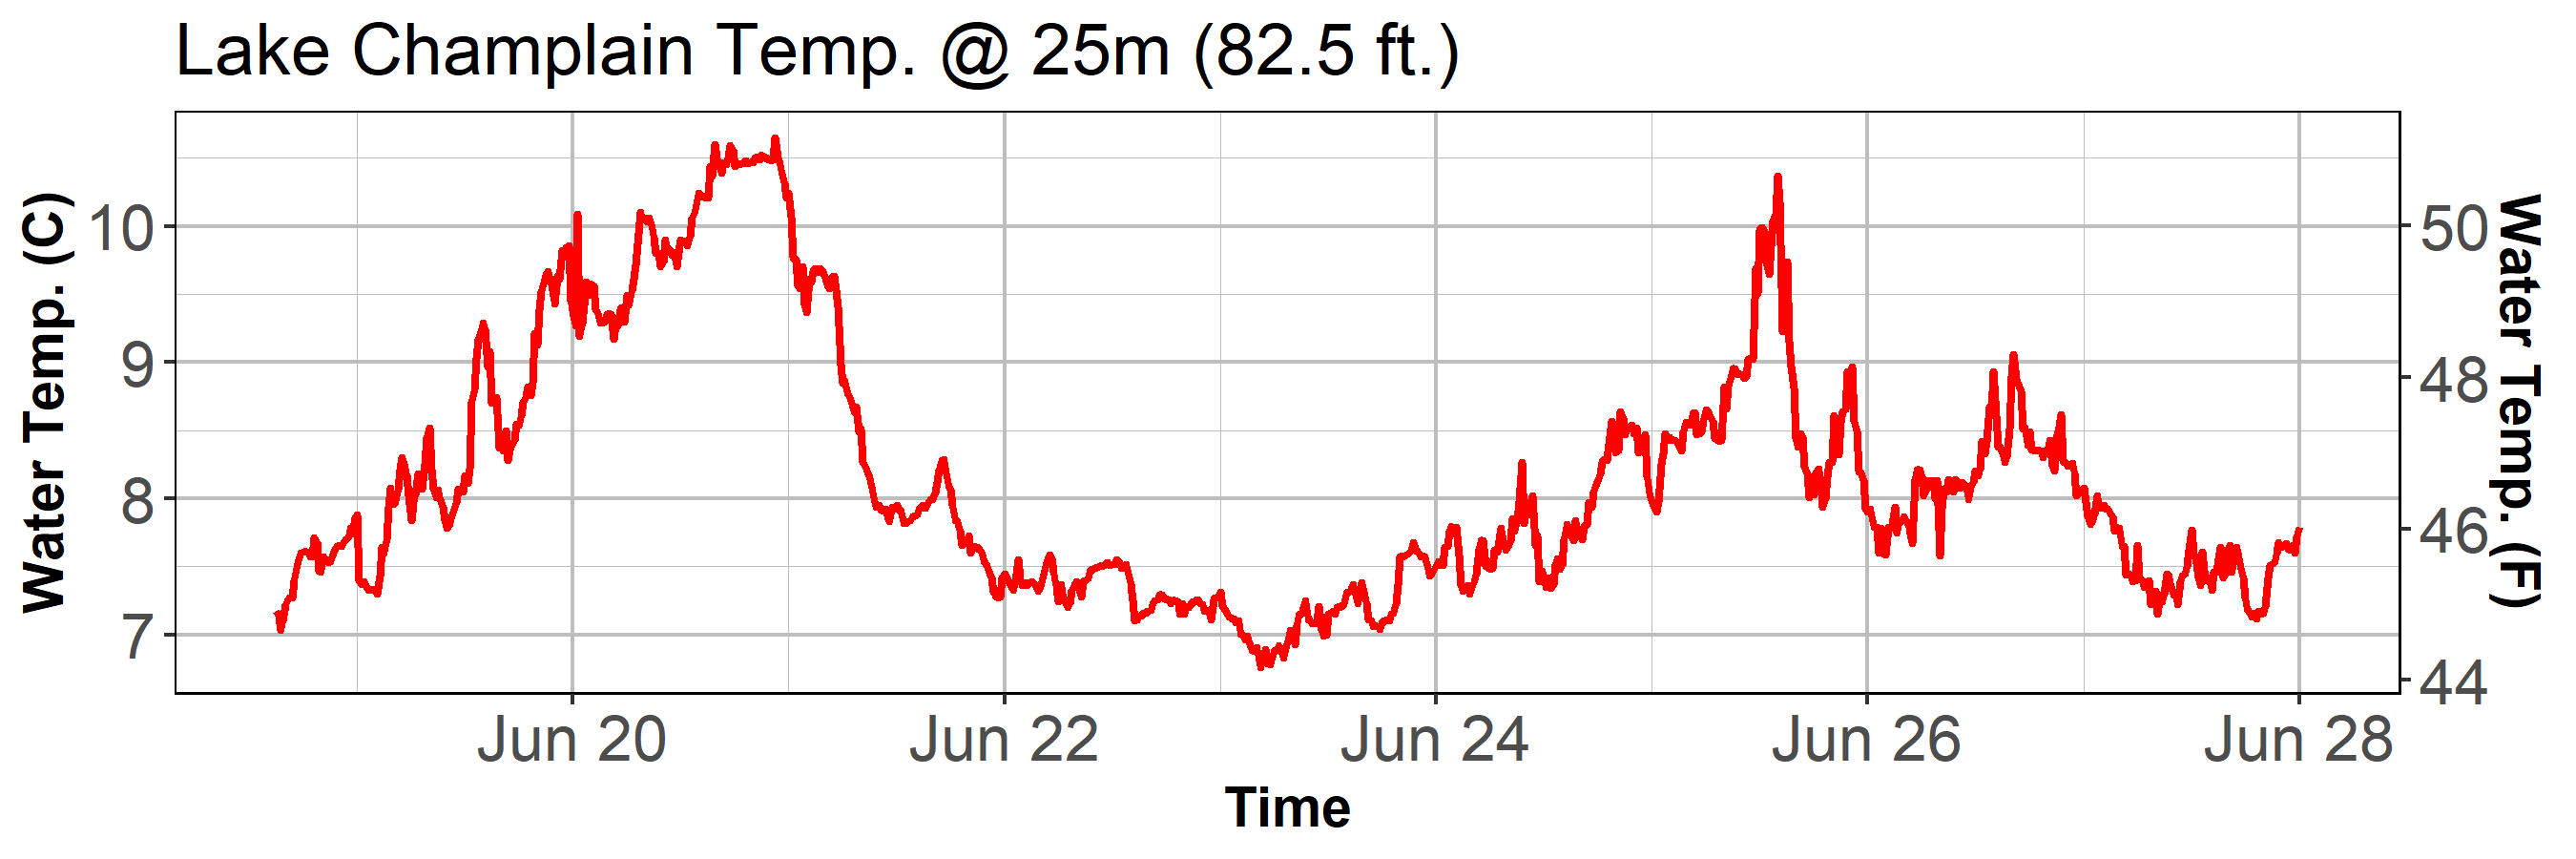 Lake Champlain Temp. @ 25m (82.5 ft.)
Water Temp. (C)
10
9
8
7
50
48
46
44
Water Temp. (F)
Jun 20 Jun 22 Jun 24 Jun 26 Jun 28
Time